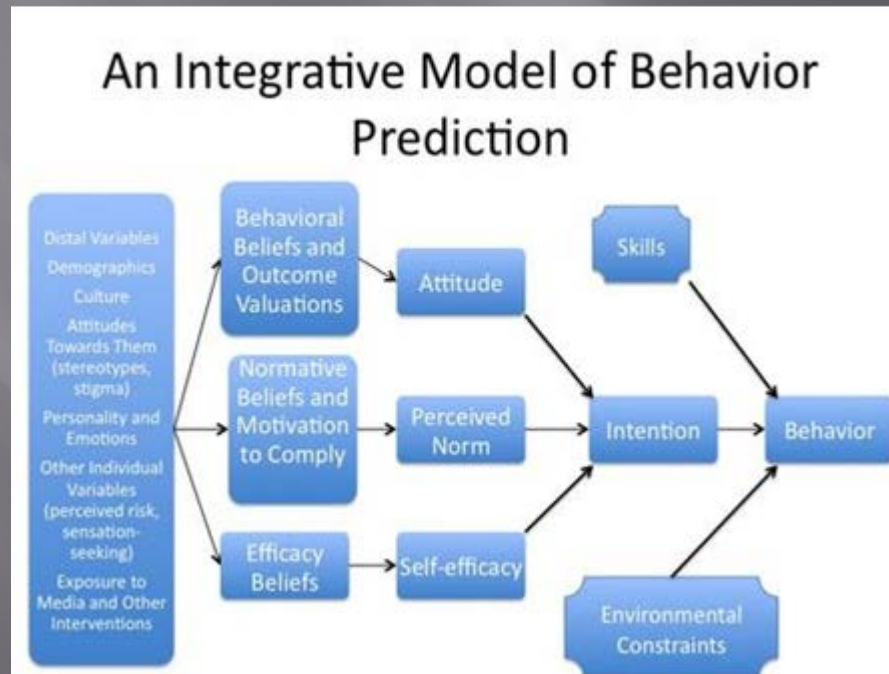 An Integrative Model of Behavior
Prediction
Distal Variables
Demographics
Culture
Attitudes
Towards Them
(stereotypes,
stigma)
Personality and
Emotions
Other Individual
Variables
(perceived risk,
sensation-
seeking)
Exposure to
Media and Other
Interventions
Behavioral
Beliefs and
Outcome
Valuations
Attitude
Skills
Normative
Beliefs and
Motivation
to Comply
Perceived
Norm
Intention
Behavior
Efficacy
Beliefs
Self-efficacy
Environmental
Constraints